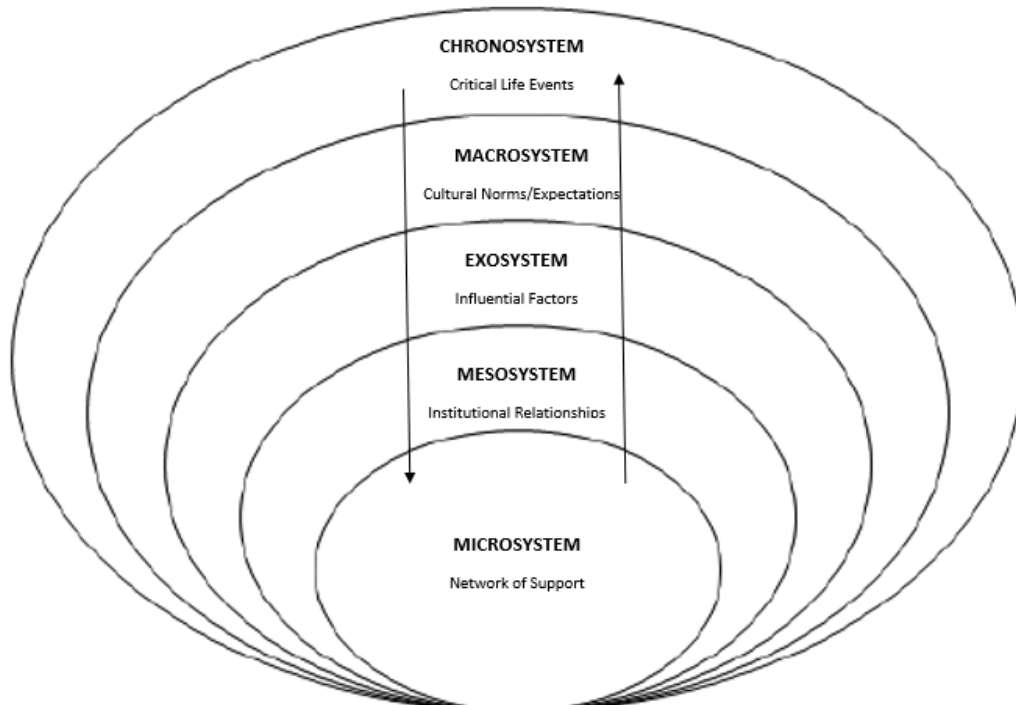 CHRONOSYSTEM
Critical Life Events
MACROSYSTEM
Cultural Norms/Expectations
EXOSYSTEM
Influential Factors
MESOSYSTEM
Institutional Relationships
MICROSYSTEM
Network of Support